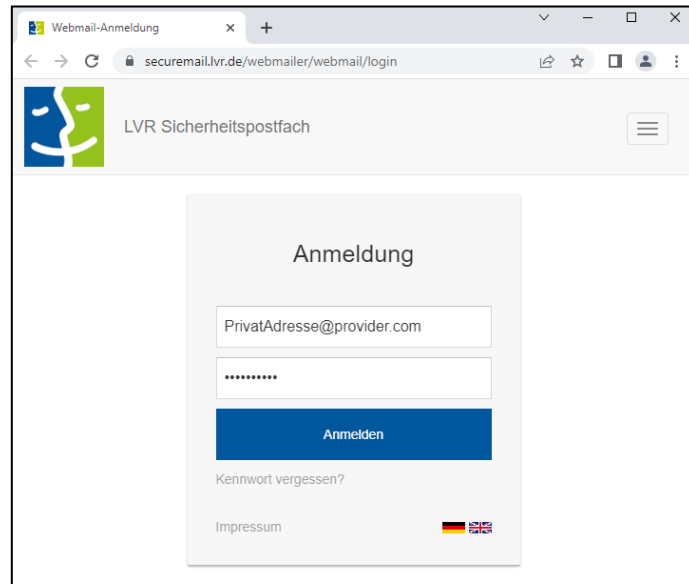 Webmail-Anmeldung
securemail.lvr.de/webmailer/webmail/login
LVR Sicherheitspostfach
Anmeldung
PrivatAdresse@provider.com
••••••••••
Anmelden
Kennwort vergessen?
Impressum